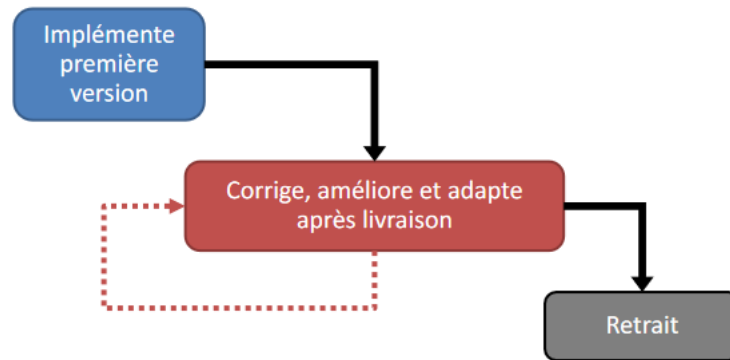 Implémente
première
version
Corrige, améliore et adapte
après livraison
Retrait